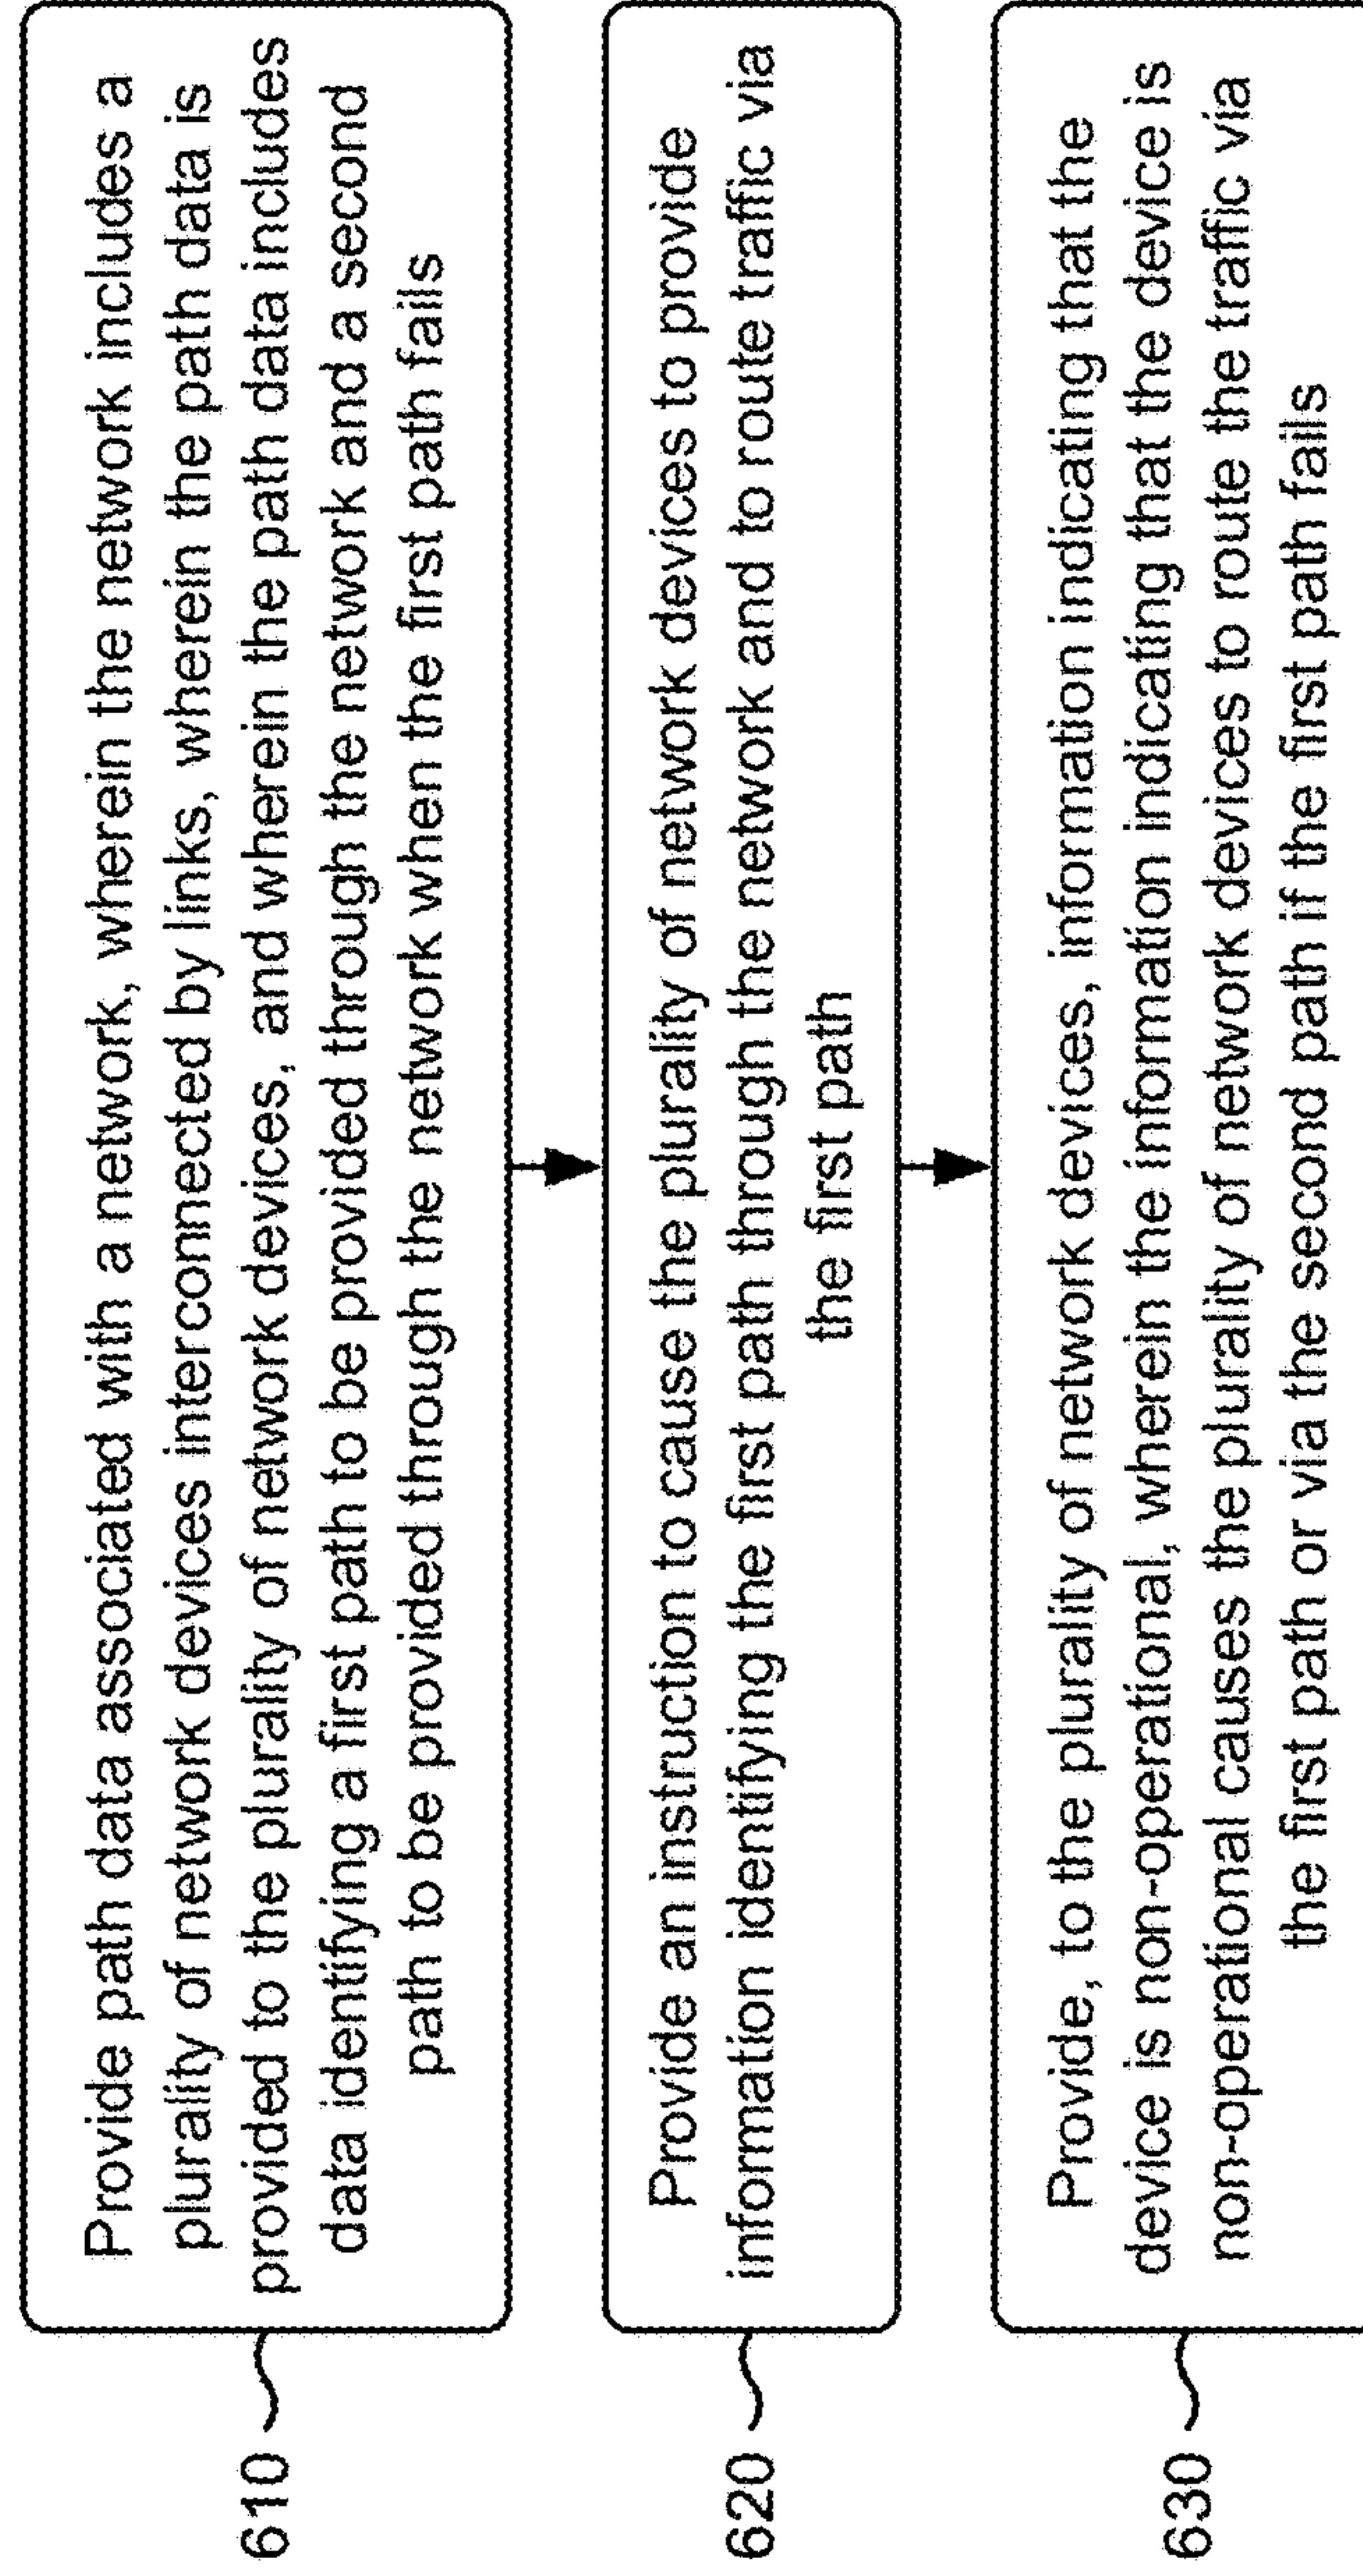 610
Provide path data associated with a network, wherein the network includes a
plurality of network devices interconnected by links, wherein the path data is
provided to the plurality of network devices, and wherein the path data includes
data identifying a first path to be provided through the network and a second
path to be provided through the network when the first path fails
620
Provide an instruction to cause the plurality of network devices to provide
information identifying the first path through the network and to route traffic via
the first path
630
Provide, to the plurality of network devices, information indicating that the
device is non-operational, wherein the information indicating that the device is
non-operational causes the plurality of network devices to route the traffic via
the first path or via the second path if the first path fails